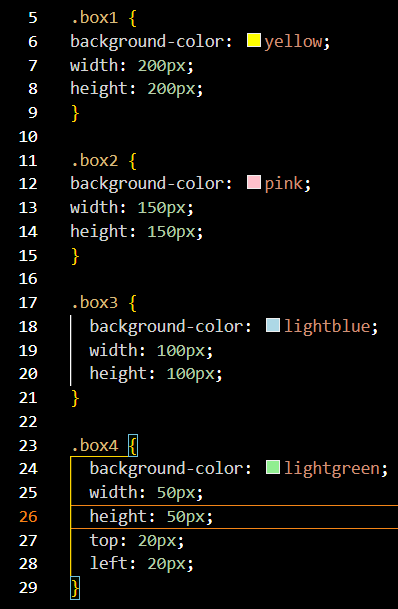 5 .box1 {
6 background-color: yellow;
7 width: 200px;
8 height: 200px;
9 }
10
11 .box2 {
12 background-color: pink;
13 width: 150px;
14 height: 150px;
15 }
16
17 .box3 {
18 background-color: lightblue;
19 width: 100px;
20 height: 100px;
21 }
22
23 .box4 {
24 background-color: lightgreen;
25 width: 50px;
26 height: 50px;
27 top: 20px;
28 left: 20px;
29 }